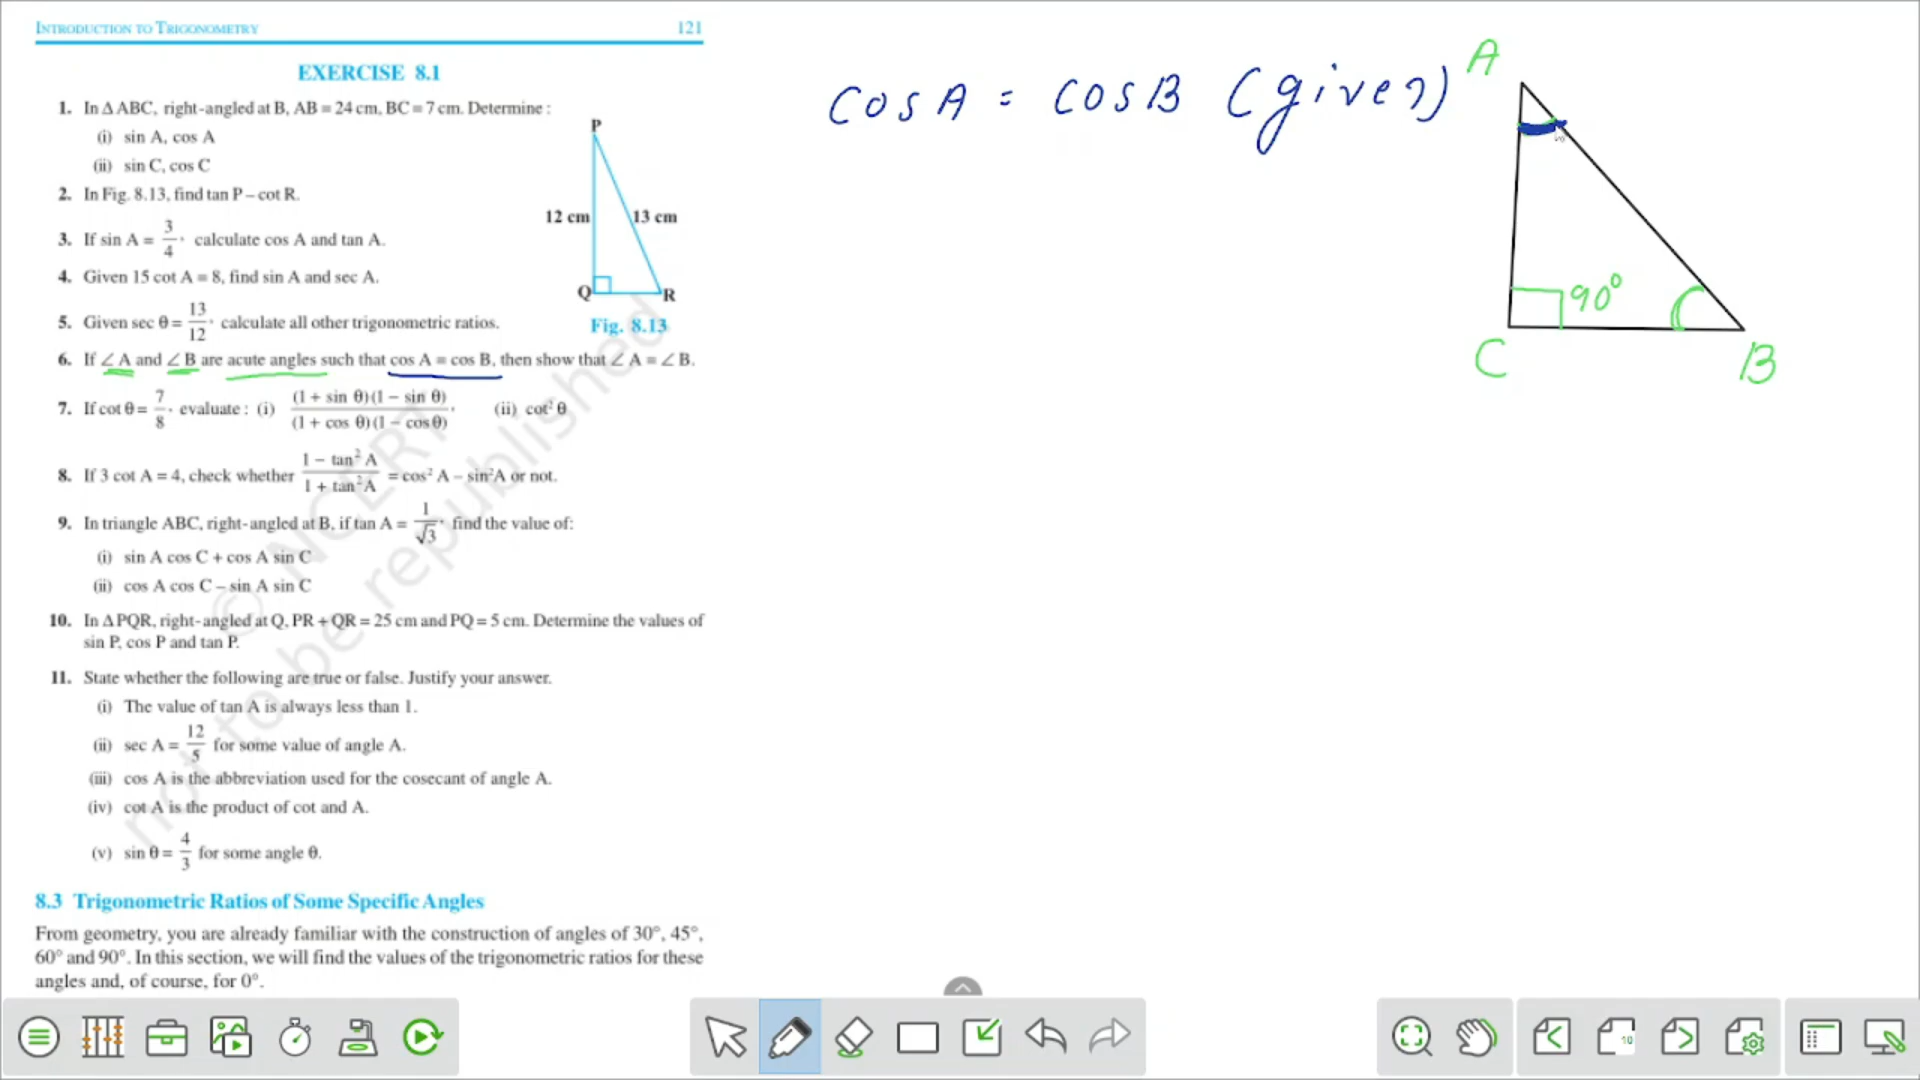 INTRODUCTION TO TRIGONOMETRY 121
EXERCISE 8.1
1. In Δ ABC, right-angled at B, AB = 24 cm, BC = 7 cm. Determine :
(i) sin A, cos A
(ii) sin C, cos C
2. In Fig. 8.13, find tan P – cot R.
3. If sin A = 3/4, calculate cos A and tan A.
4. Given 15 cot A = 8, find sin A and sec A.
5. Given sec θ = 13/12, calculate all other trigonometric ratios.
P
12 cm 13 cm
Q R
Fig. 8.13
6. If ∠ A and ∠ B are acute angles such that cos A = cos B, then show that ∠ A = ∠ B.
7. If cot θ = 7/8, evaluate : (i) (1 + sin θ)(1 – sin θ)/(1 + cos θ)(1 – cos θ), (ii) cot² θ
8. If 3 cot A = 4, check whether 1 – tan² A/1 + tan² A = cos² A – sin² A or not.
9. In triangle ABC, right-angled at B, if tan A = 1/√3, find the value of:
(i) sin A cos C + cos A sin C
(ii) cos A cos C – sin A sin C
10. In Δ PQR, right-angled at Q, PR + QR = 25 cm and PQ = 5 cm. Determine the values of
sin P, cos P and tan P.
11. State whether the following are true or false. Justify your answer.
(i) The value of tan A is always less than 1.
(ii) sec A = 12/5 for some value of angle A.
(iii) cos A is the abbreviation used for the cosecant of angle A.
(iv) cot A is the product of cot and A.
(v) sin θ = 4/3 for some angle θ.
8.3 Trigonometric Ratios of Some Specific Angles
From geometry, you are already familiar with the construction of angles of 30°, 45°,
60° and 90°. In this section, we will find the values of the trigonometric ratios for these
angles and, of course, for 0°.
© NCERT
not to be republished
cos A = cos B (given)
A
90°
C B
10